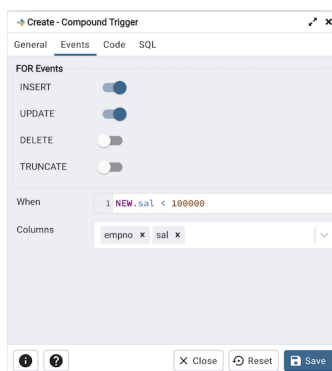 Create - Compound Trigger
General Events Code SQL
FOR Events
INSERT
UPDATE
DELETE
TRUNCATE
When
1 NEW.sal < 100000
Columns
empno × sal ×
Close Reset Save